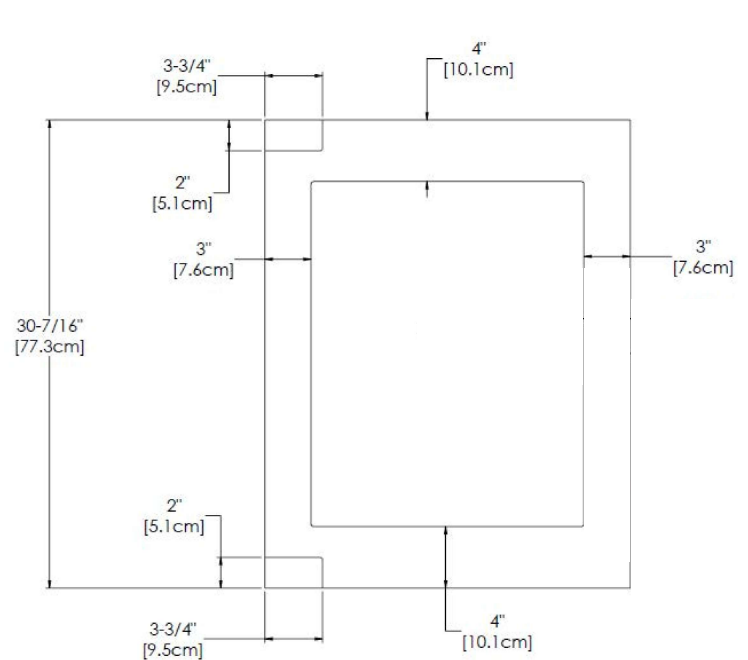 4"
[10.1cm]
3-3/4"
[9.5cm]
2"
[5.1cm]
3"
[7.6cm]
3"
[7.6cm]
30-7/16"
[77.3cm]
2"
[5.1cm]
3-3/4"
[9.5cm]
4"
[10.1cm]